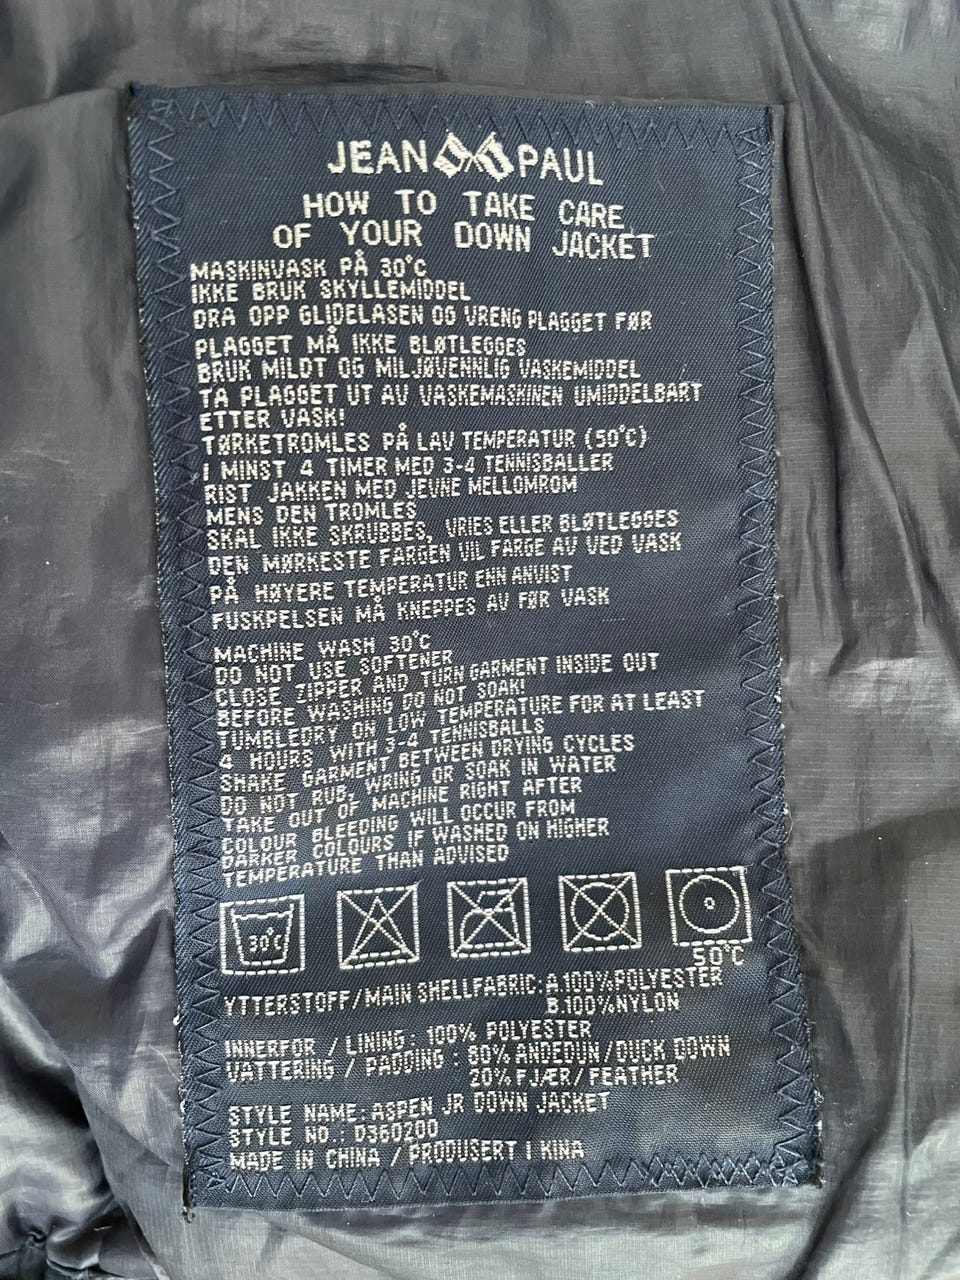 JEAN PAUL
HOW TO TAKE CARE
OF YOUR DOWN JACKET
MASKINVASK PÅ 30°C
IKKE BRUK SKYLLEMIDDEL
DRA OPP GLIDELASEN OG VRENG PLAGGET FØR
PLAGGET MÅ IKKE BLØTLEGGES
BRUK MILDT OG MILJØVENNLIG VASKEMIDDEL
TA PLAGGET UT AV VASKEMASKINEN UMIDDELBART
ETTER VASK!
TØRKETROMLES PÅ LAV TEMPERATUR (50°C)
I MINST 4 TIMER MED 3-4 TENNISBALLER
RIST JAKKEN MED JEVNE MELLOMROM
MENS DEN TROMLES
SKAL IKKE SKRUBBES, VRIES ELLER BLØTLEGGES
DEN MØRKESTE FARGEN VIL FARGE AV VED VASK
PÅ HØYERE TEMPERATUR ENN ANVIST
FUSKPELSEN MÅ KNEPPES AV FØR VASK
MACHINE WASH 30°C
DO NOT USE SOFTENER
CLOSE ZIPPER AND TURN GARMENT INSIDE OUT
BEFORE WASHING DO NOT SOAK!
TUMBLEDRY ON LOW TEMPERATURE FOR AT LEAST
4 HOURS WITH 3-4 TENNISBALLS
SHAKE GARMENT BETWEEN DRYING CYCLES
DO NOT RUB, WRING OR SOAK IN WATER
TAKE OUT OF MACHINE RIGHT AFTER
COLOUR BLEEDING WILL OCCUR FROM
DARKER COLOURS IF WASHED ON HIGHER
TEMPERATURE THAN ADVISED
30°C
50°C
YTTERSTOFF/MAIN SHELLFABRIC: A.100% POLYESTER
B.100% NYLON
INNERFOR / LINING: 100% POLYESTER
VATTERING / PADDING: 80% ANDEDUN/DUCK DOWN
20% FJÆR/FEATHER
STYLE NAME: ASPEN JR DOWN JACKET
STYLE NO.: D360200
MADE IN CHINA / PRODUSERT I KINA